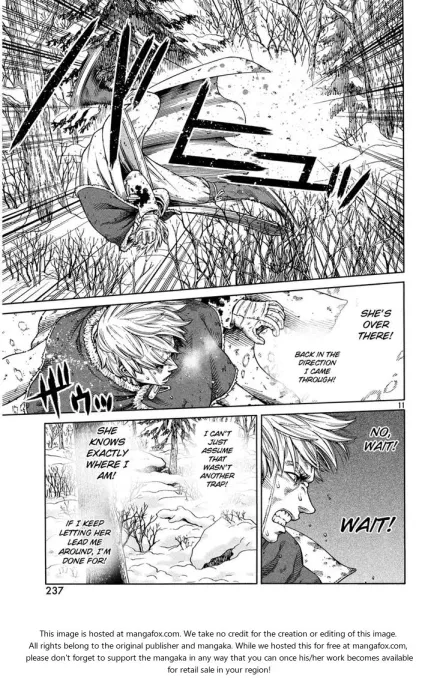 SHE'S
OVER
THERE!
BACK IN THE
DIRECTION
I CAME
THROUGH!
11
NO,
WAIT!
WAIT!
I CAN'T
JUST
ASSUME
THAT
WASN'T
ANOTHER
TRAP!
SHE
KNOWS
EXACTLY
WHERE I
AM!
IF I KEEP
LETTING HER
LEAD ME
AROUND, I'M
DONE FOR!
237
This image is hosted at mangafox.com. We take no credit for the creation or editing of this image.
All rights belong to the original publisher and mangaka. While we hosted this for free at mangafox.com,
please don't forget to support the mangaka in any way that you can once his/her work becomes available
for retail sale in your region!